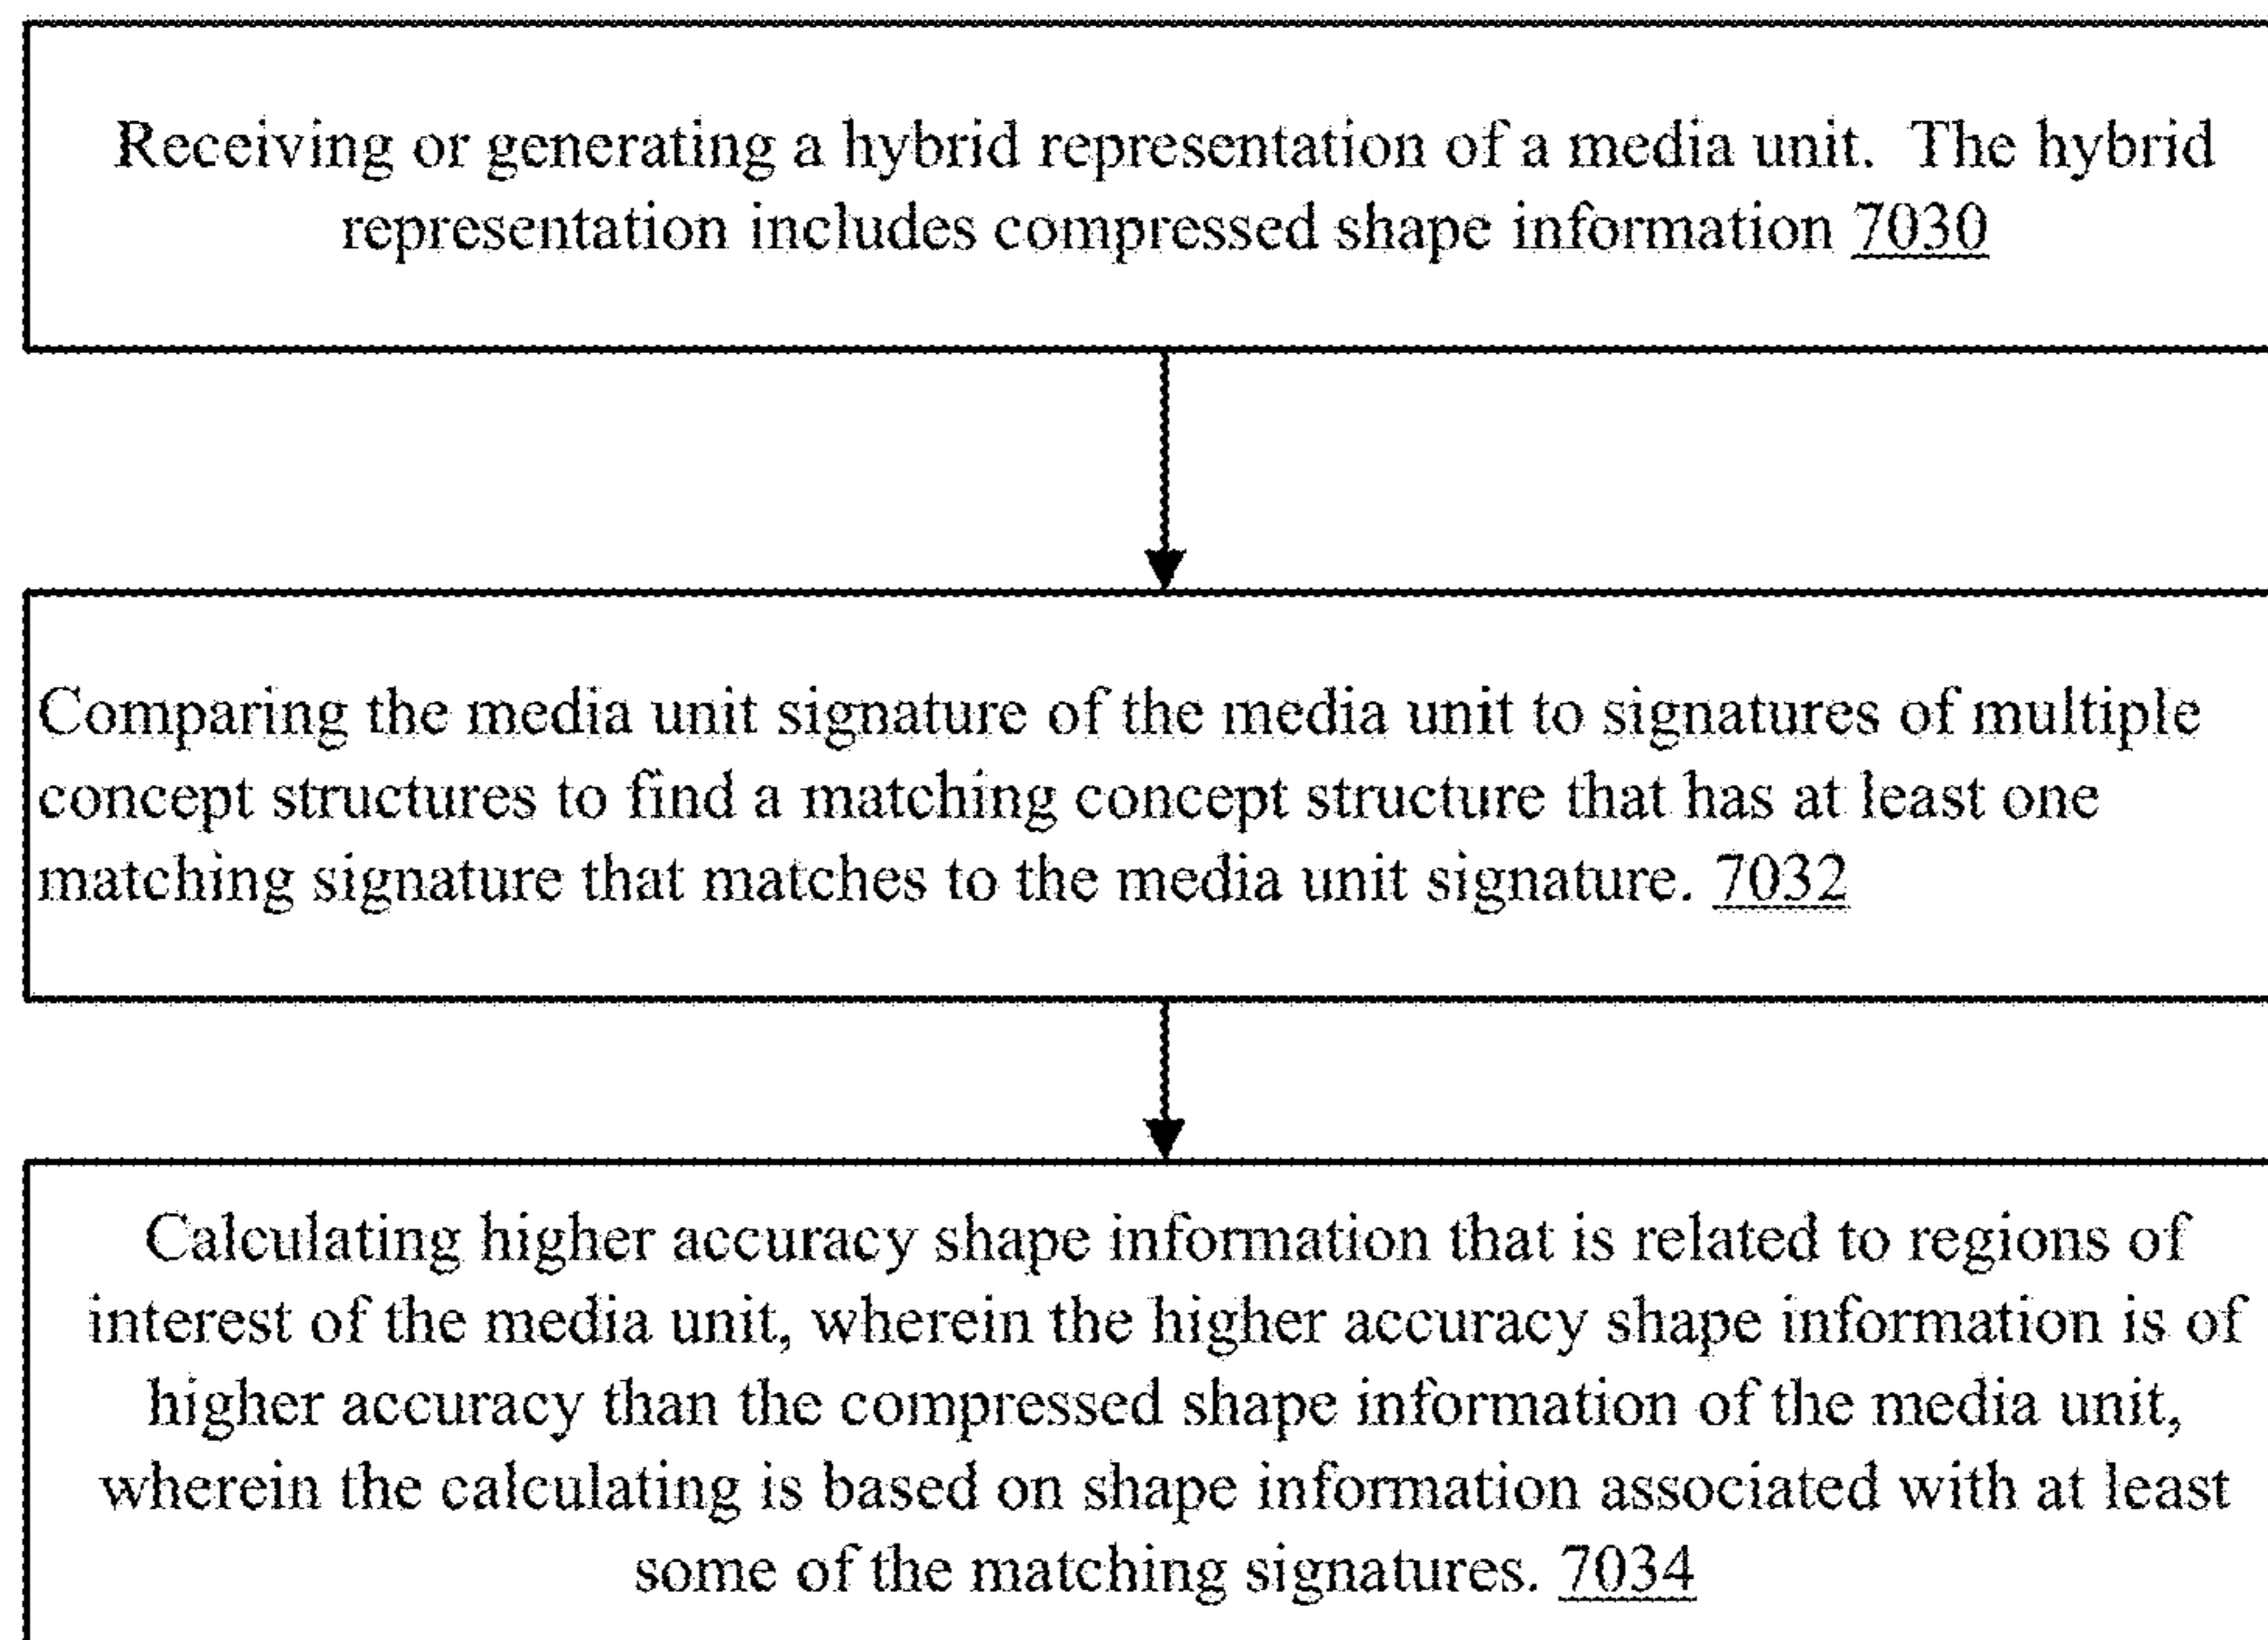 Receiving or generating a hybrid representation of a media unit. The hybrid
representation includes compressed shape information 7030
Comparing the media unit signature of the media unit to signatures of multiple
concept structures to find a matching concept structure that has at least one
matching signature that matches to the media unit signature. 7032
Calculating higher accuracy shape information that is related to regions of
interest of the media unit, wherein the higher accuracy shape information is of
higher accuracy than the compressed shape information of the media unit,
wherein the calculating is based on shape information associated with at least
some of the matching signatures. 7034